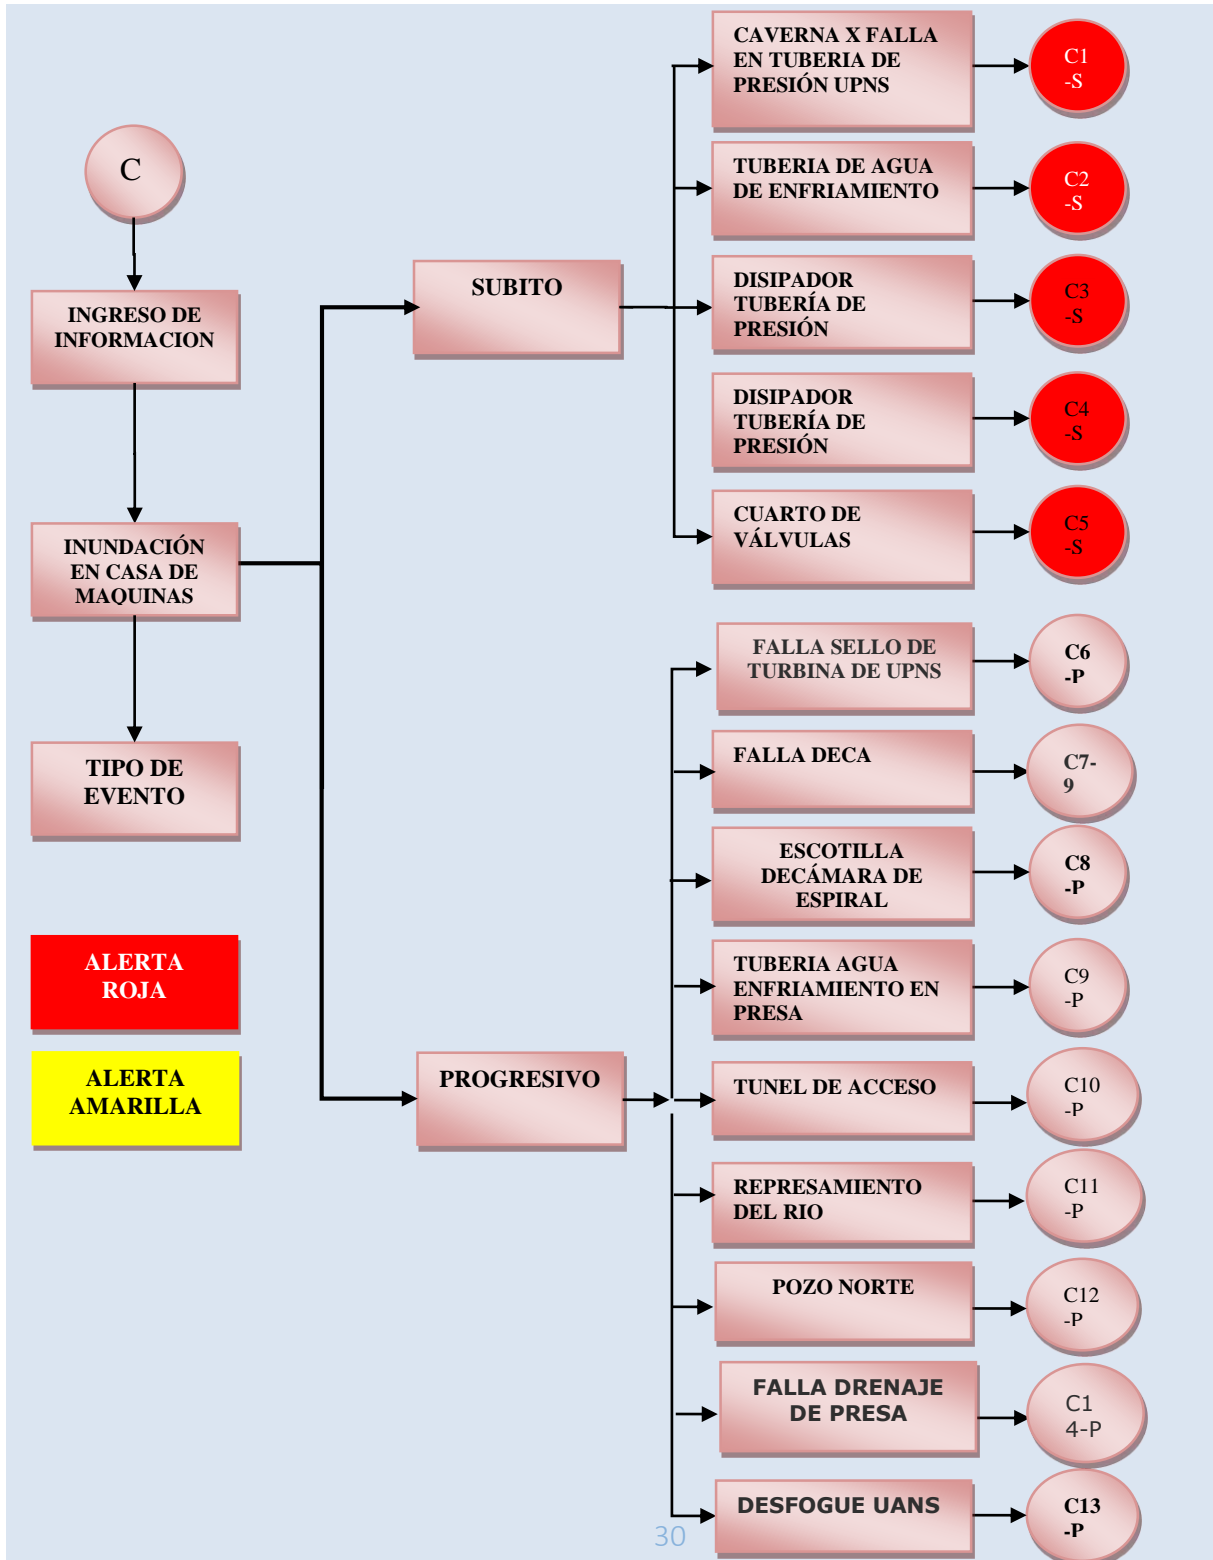 C
INGRESO DE
INFORMACION
INUNDACIÓN
EN CASA DE
MAQUINAS
TIPO DE
EVENTO
ALERTA
ROJA
ALERTA
AMARILLA
SUBITO
PROGRESIVO
CAVERNA X FALLA
EN TUBERIA DE
PRESIÓN UPNS
C1
-S
TUBERIA DE AGUA
DE ENFRIAMIENTO
C2
-S
DISIPADOR
TUBERÍA DE
PRESIÓN
C3
-S
DISIPADOR
TUBERÍA DE
PRESIÓN
C4
-S
CUARTO DE
VÁLVULAS
C5
-S
FALLA SELLO DE
TURBINA DE UPNS
C6
-P
FALLA DECA
C7-
9
ESCOTILLA
DECÁMARA DE
ESPIRAL
C8
-P
TUBERIA AGUA
ENFRIAMIENTO EN
PRESA
C9
-P
TUNEL DE ACCESO
C10
-P
REPRESAMIENTO
DEL RIO
C11
-P
POZO NORTE
C12
-P
FALLA DRENAJE
DE PRESA
C1
4-P
DESFOGUE UANS
C13
-P
30